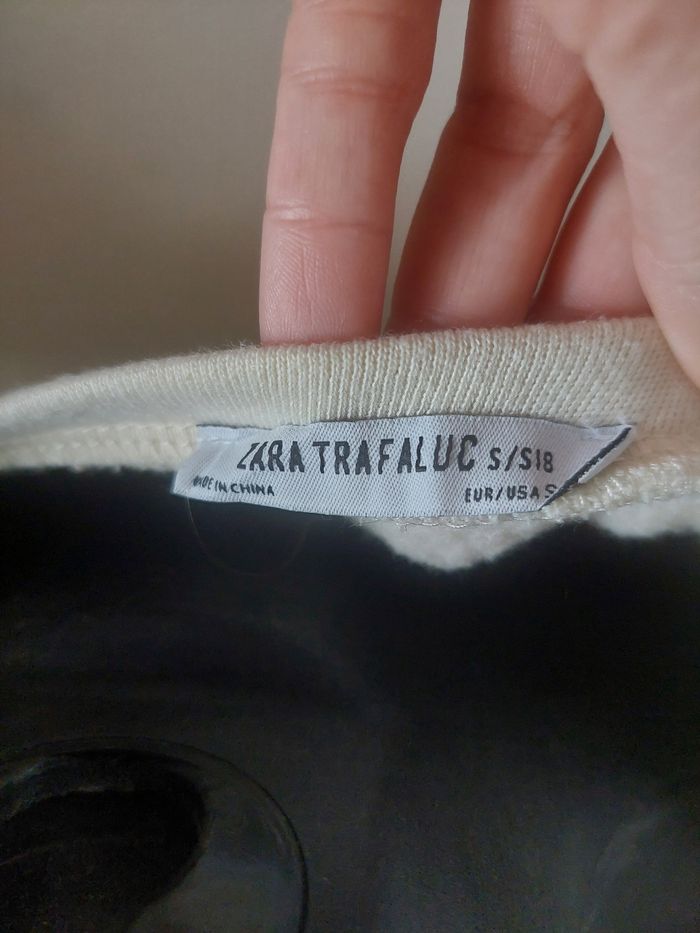 ZARA TRAFALUC S/S18
MADE IN CHINA
EUR/USA S